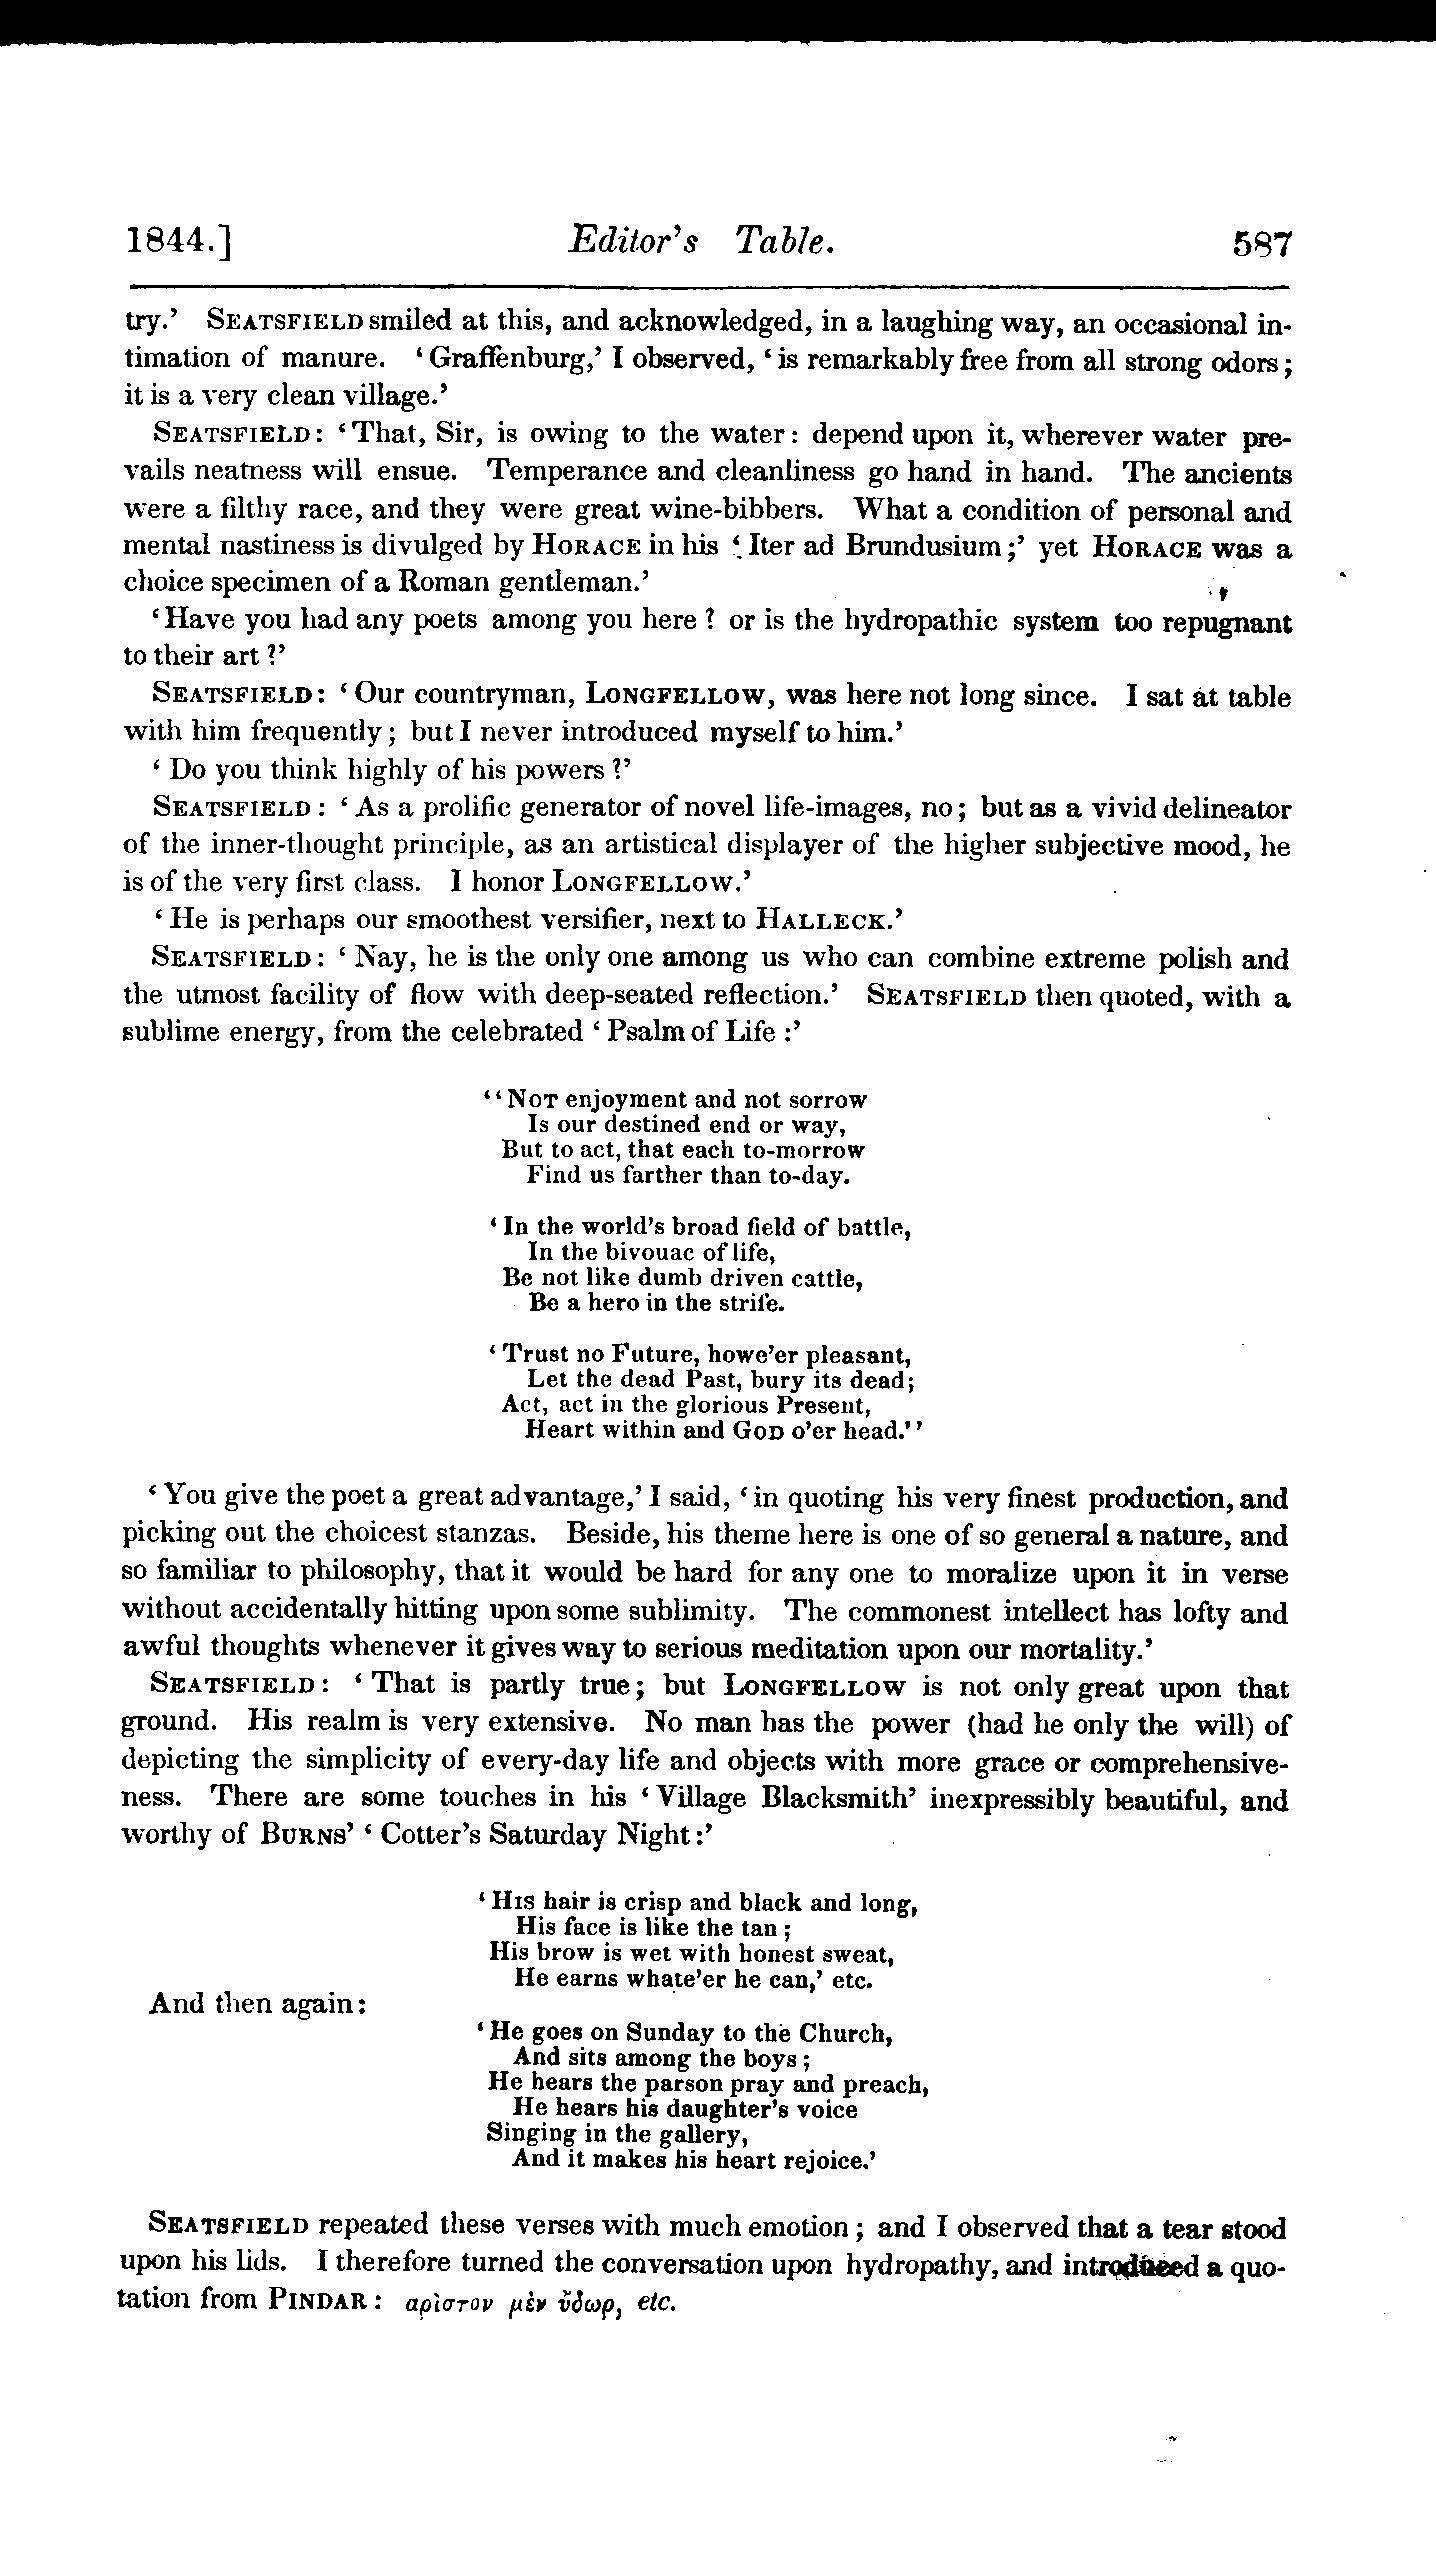 1844.] Editor's Table. 587
try.' SEATSFIELD smiled at this, and acknowledged, in a laughing way, an occasional in-
timation of manure. 'Graffenburg,' I observed, 'is remarkably free from all strong odors;
it is a very clean village.'
SEATSFIELD: 'That, Sir, is owing to the water: depend upon it, wherever water pre-
vails neatness will ensue. Temperance and cleanliness go hand in hand. The ancients
were a filthy race, and they were great wine-bibbers. What a condition of personal and
mental nastiness is divulged by HORACE in his 'Iter ad Brundusium;' yet HORACE was a
choice specimen of a Roman gentleman.'
'Have you had any poets among you here? or is the hydropathic system too repugnant
to their art?'
SEATSFIELD: 'Our countryman, LONGFELLOW, was here not long since. I sat at table
with him frequently; but I never introduced myself to him.'
'Do you think highly of his powers?'
SEATSFIELD: 'As a prolific generator of novel life-images, no; but as a vivid delineator
of the inner-thought principle, as an artistical displayer of the higher subjective mood, he
is of the very first class. I honor LONGFELLOW.'
'He is perhaps our smoothest versifier, next to HALLECK.'
SEATSFIELD: 'Nay, he is the only one among us who can combine extreme polish and
the utmost facility of flow with deep-seated reflection.' SEATSFIELD then quoted, with a
sublime energy, from the celebrated 'Psalm of Life:'
''NOT enjoyment and not sorrow
Is our destined end or way,
But to act, that each to-morrow
Find us farther than to-day.
'In the world's broad field of battle,
In the bivouac of life,
Be not like dumb driven cattle,
Be a hero in the strife.
'Trust no Future, howe'er pleasant,
Let the dead Past, bury its dead;
Act, act in the glorious Present,
Heart within and GOD o'er head.''
'You give the poet a great advantage,' I said, 'in quoting his very finest production, and
picking out the choicest stanzas. Beside, his theme here is one of so general a nature, and
so familiar to philosophy, that it would be hard for any one to moralize upon it in verse
without accidentally hitting upon some sublimity. The commonest intellect has lofty and
awful thoughts whenever it gives way to serious meditation upon our mortality.'
SEATSFIELD: 'That is partly true; but LONGFELLOW is not only great upon that
ground. His realm is very extensive. No man has the power (had he only the will) of
depicting the simplicity of every-day life and objects with more grace or comprehensive-
ness. There are some touches in his 'Village Blacksmith' inexpressibly beautiful, and
worthy of BURNS' 'Cotter's Saturday Night:'
'HIS hair is crisp and black and long,
His face is like the tan;
His brow is wet with honest sweat,
He earns whate'er he can,' etc.
And then again:
'He goes on Sunday to the Church,
And sits among the boys;
He hears the parson pray and preach,
He hears his daughter's voice
Singing in the gallery,
And it makes his heart rejoice.'
SEATSFIELD repeated these verses with much emotion; and I observed that a tear stood
upon his lids. I therefore turned the conversation upon hydropathy, and introduced a quo-
tation from PINDAR: αρὶστον μὲν ὕδωρ, etc.